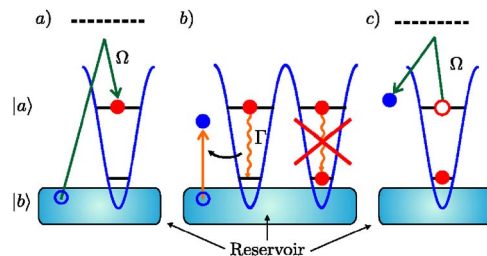 a) b) c)
Ω Ω
|a⟩
Γ
|b⟩
Reservoir